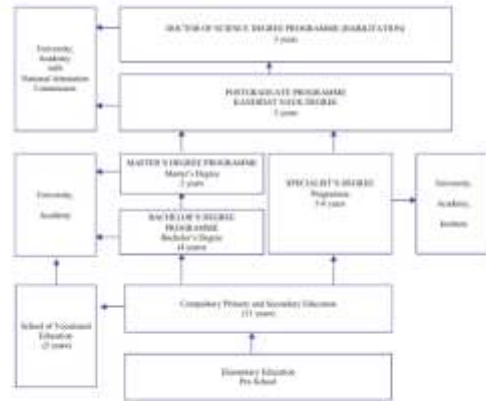 University,
Academy
with
National Attestation
Commission
DOCTOR OF SCIENCE DEGREE PROGRAMME (HABILITATION)
3 years
POSTGRADUATE PROGRAMME
KANDIDAT NAUK DEGREE
3 years
University,
Academy
MASTER'S DEGREE PROGRAMME
Master's Degree
2 years
BACHELOR'S DEGREE
PROGRAMME
Bachelor's Degree
(4 years)
SPECIALIST'S DEGREE
Programme
5-6 years
University,
Academy,
Institute
School of Vocational
Education
Compulsory Primary and Secondary Education
(11 years)
Elementary Education
Pre-School